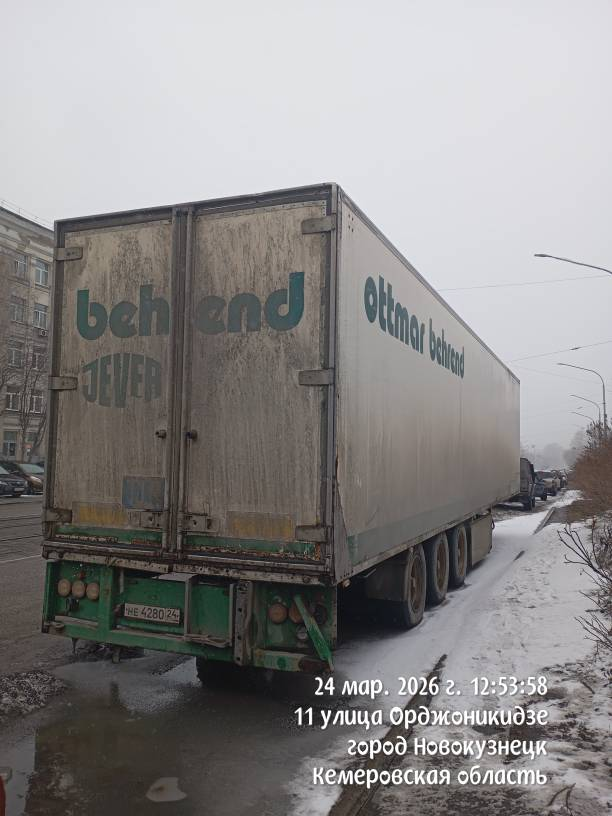 behrend
JEVER
ottmar behrend
НЕ 4280 24
24 мар. 2026 г. 12:53:58
11 улица Орджоникидзе
город Новокузнецк
Кемеровская область